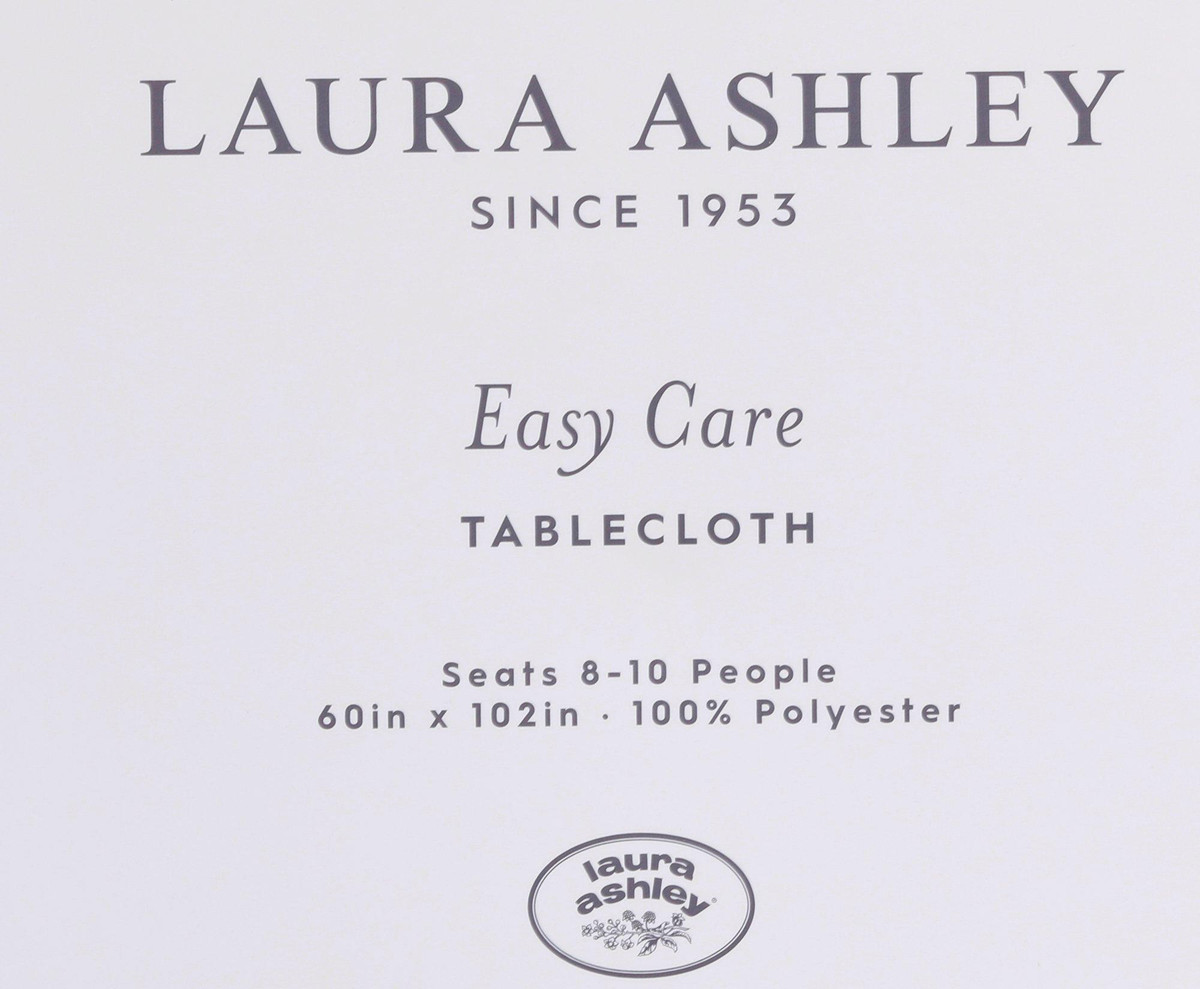 LAURA ASHLEY
SINCE 1953
Easy Care
TABLECLOTH
Seats 8-10 People
60in x 102in · 100% Polyester
laura
ashley®